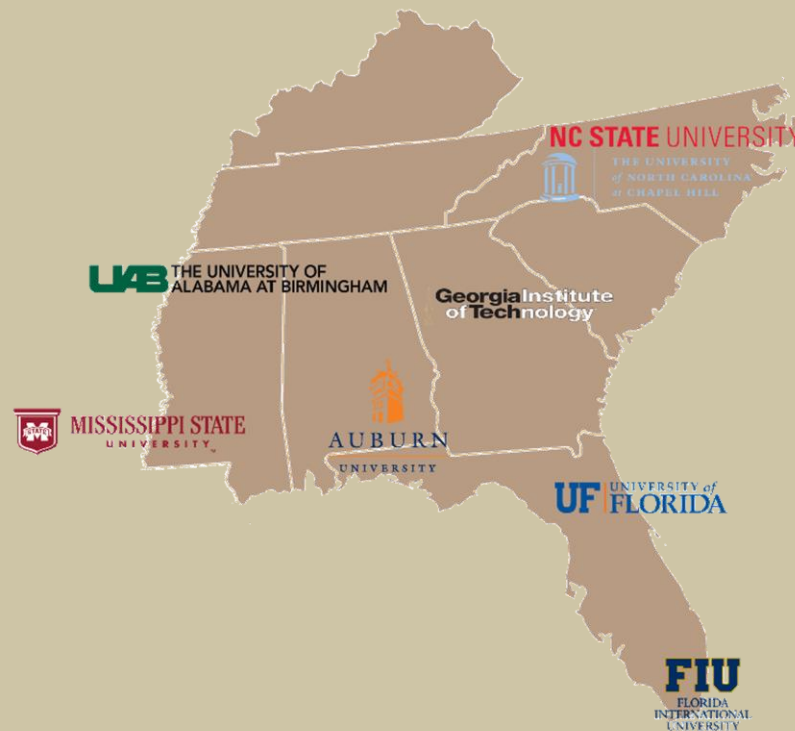 NC STATE UNIVERSITY
THE UNIVERSITY
of NORTH CAROLINA
at CHAPEL HILL
UAB THE UNIVERSITY OF
ALABAMA AT BIRMINGHAM
Georgia Institute
of Technology
MISSISSIPPI STATE
UNIVERSITY
STATE
AUBURN
UNIVERSITY
UF UNIVERSITY of
FLORIDA
FIU
FLORIDA
INTERNATIONAL
UNIVERSITY